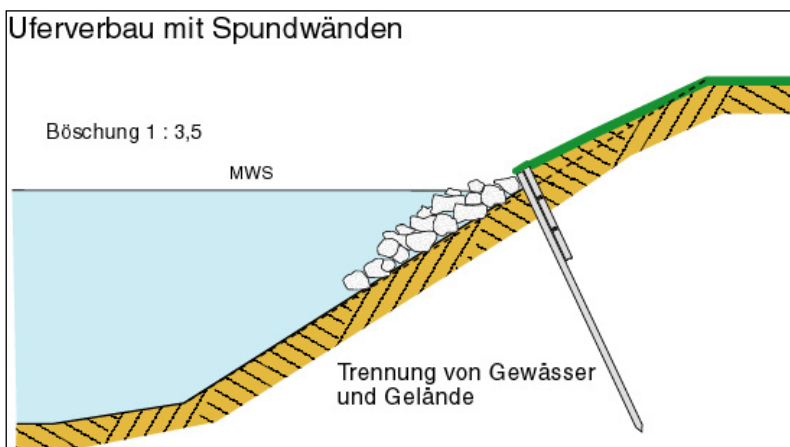 Uferverbau mit Spundwänden
Böschung 1 : 3,5
MWS
Trennung von Gewässer
und Gelände